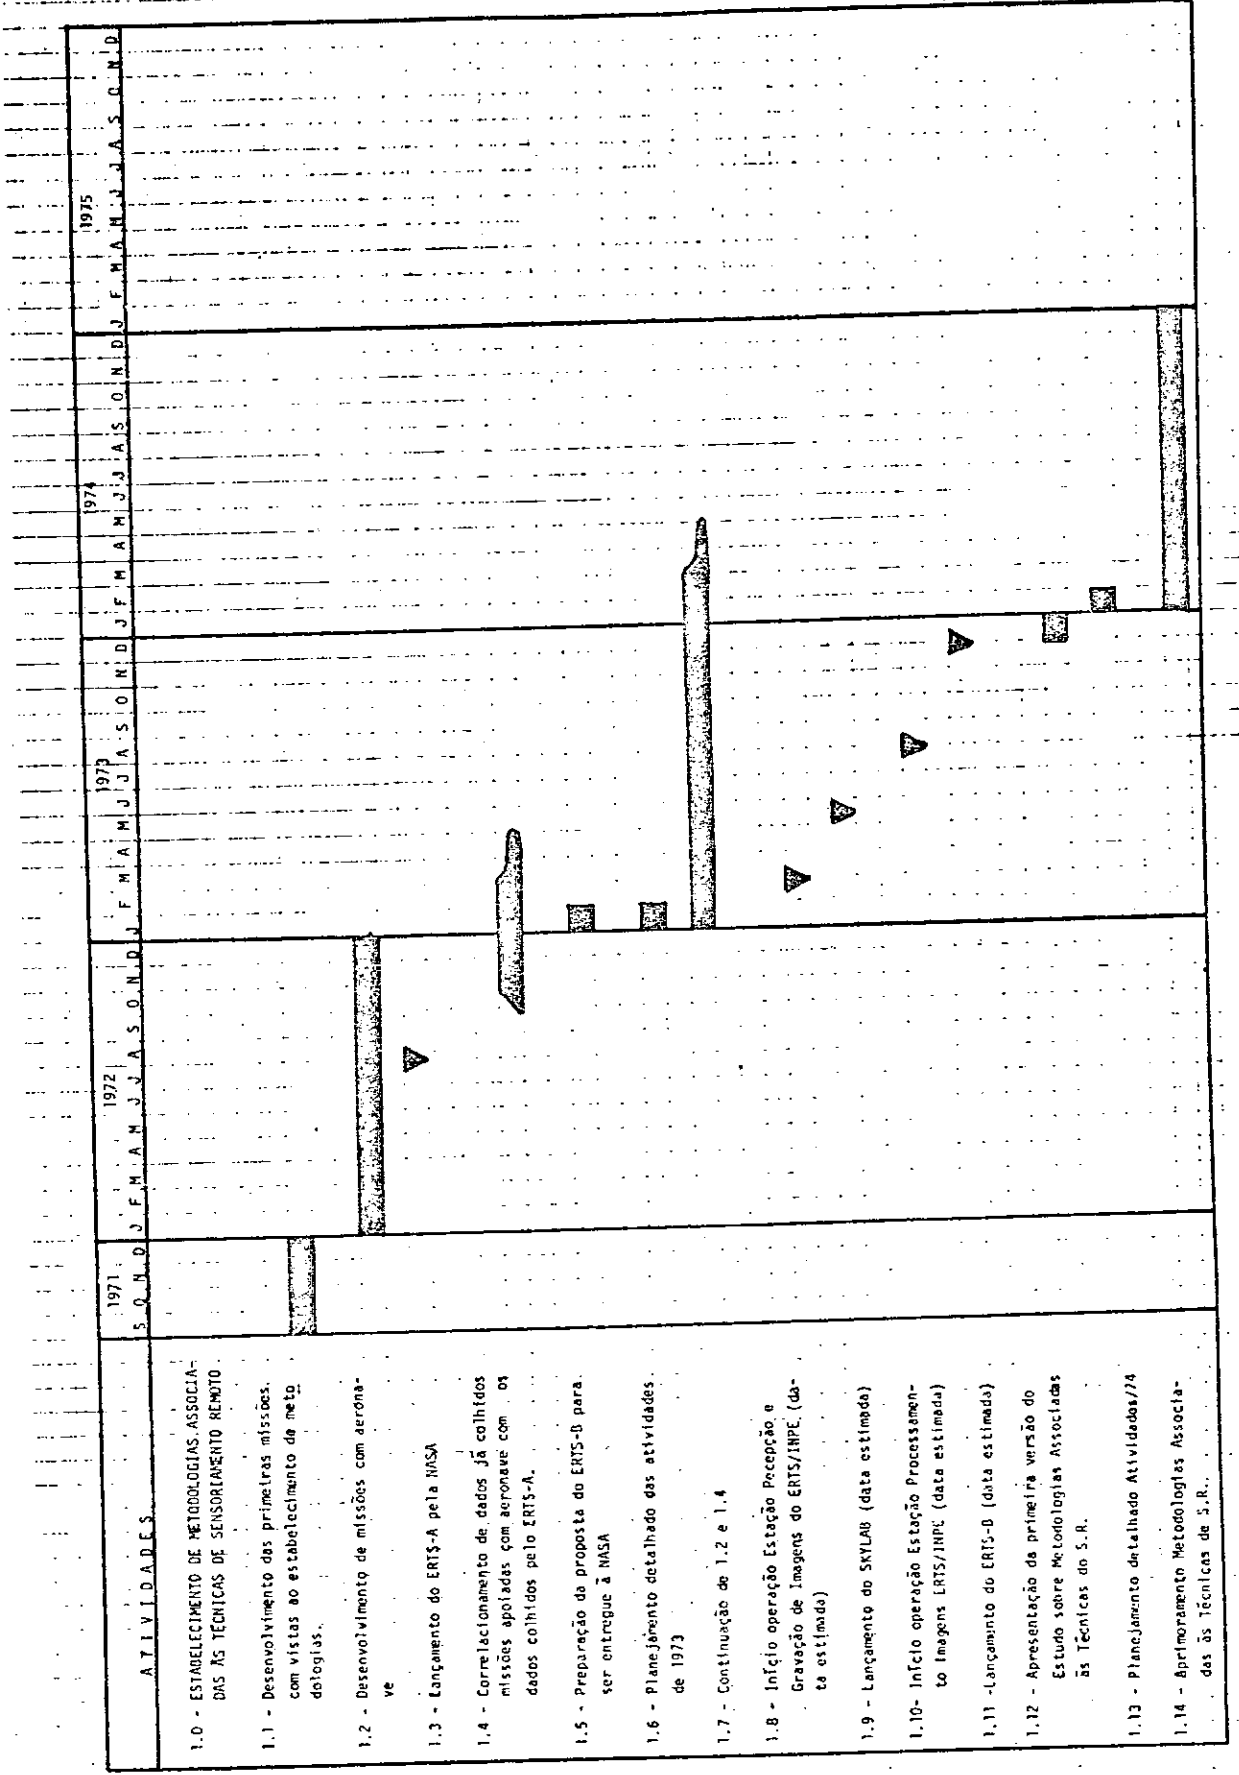 ATIVIDADES
1971 1972 1973 1974 1975
S O N D J F M A M J J A S O N D J F M A M J J A S O N D J F M A M J J A S O N D J F M A M J J A S O N D
1.0 - ESTABELECIMENTO DE METODOLOGIAS ASSOCIA-
DAS ÀS TÉCNICAS DE SENSORIAMENTO REMOTO.
1.1 - Desenvolvimento das primeiras missões
com vistas ao estabelecimento de meto
dologias.
1.2 - Desenvolvimento de missões com aerona-
ve
1.3 - Lançamento do ERTS-A pela NASA
1.4 - Correlacionamento de dados já colhidos
missões apoiadas com aeronave com os
dados colhidos pelo ERTS-A.
1.5 - Preparação da proposta do ERTS-B para
ser entregue à NASA
1.6 - Planejamento detalhado das atividades
de 1973
1.7 - Continuação de 1.2 e 1.4
1.8 - Início operação Estação Recepção e
Gravação de Imagens do ERTS/INPE (da-
ta estimada)
1.9 - Lançamento do SKYLAB (data estimada)
1.10- Início operação Estação Processamen-
to Imagens ERTS/INPE (data estimada)
1.11 -Lançamento do ERTS-B (data estimada)
1.12 - Apresentação da primeira versão do
Estudo sobre Metodologias Associadas
às Técnicas do S.R.
1.13 - Planejamento detalhado Atividades/74
1.14 - Aprimoramento Metodologias Associa-
das às Técnicas de S.R.